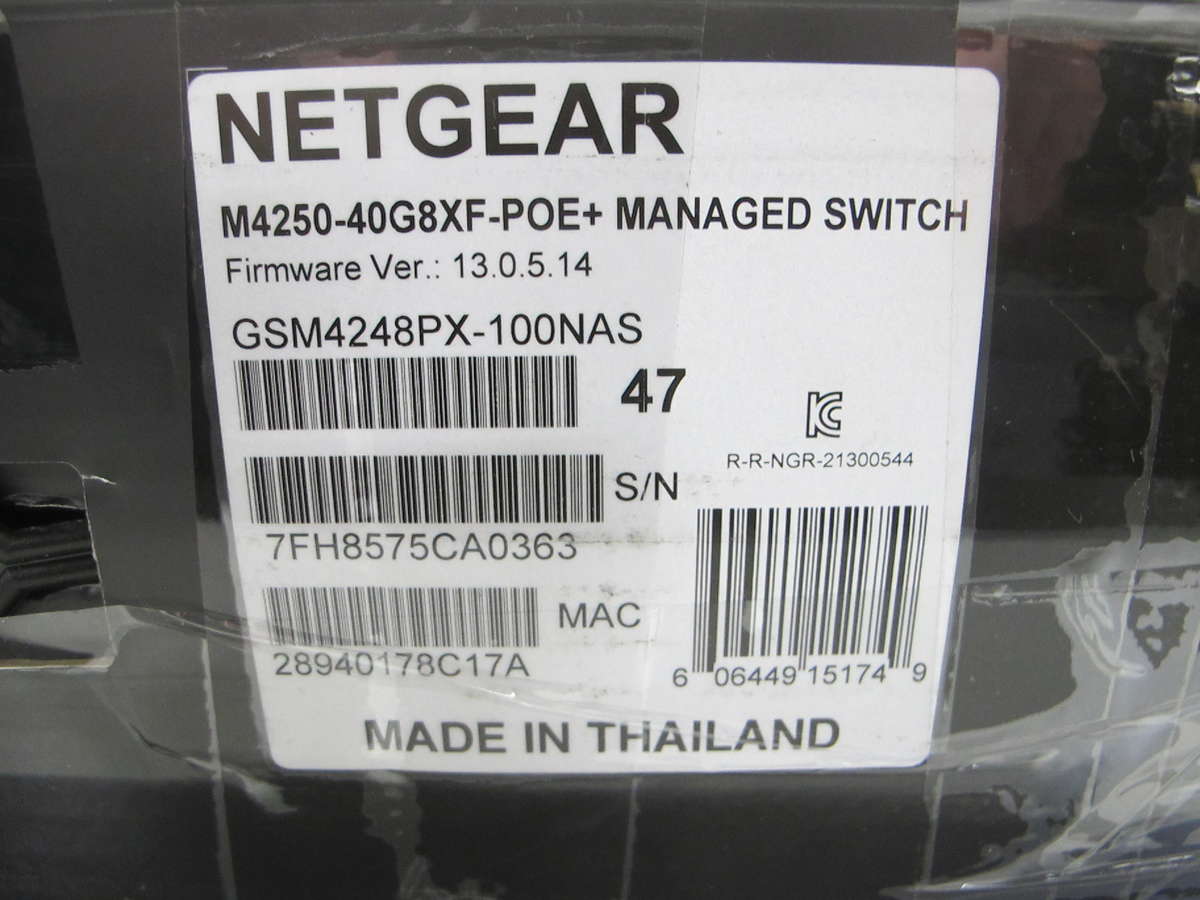 NETGEAR
M4250-40G8XF-POE+ MANAGED SWITCH
Firmware Ver.: 13.0.5.14
GSM4248PX-100NAS
47
R-R-NGR-21300544
S/N
7FH8575CA0363
MAC
28940178C17A
6 06449 15174 9
MADE IN THAILAND